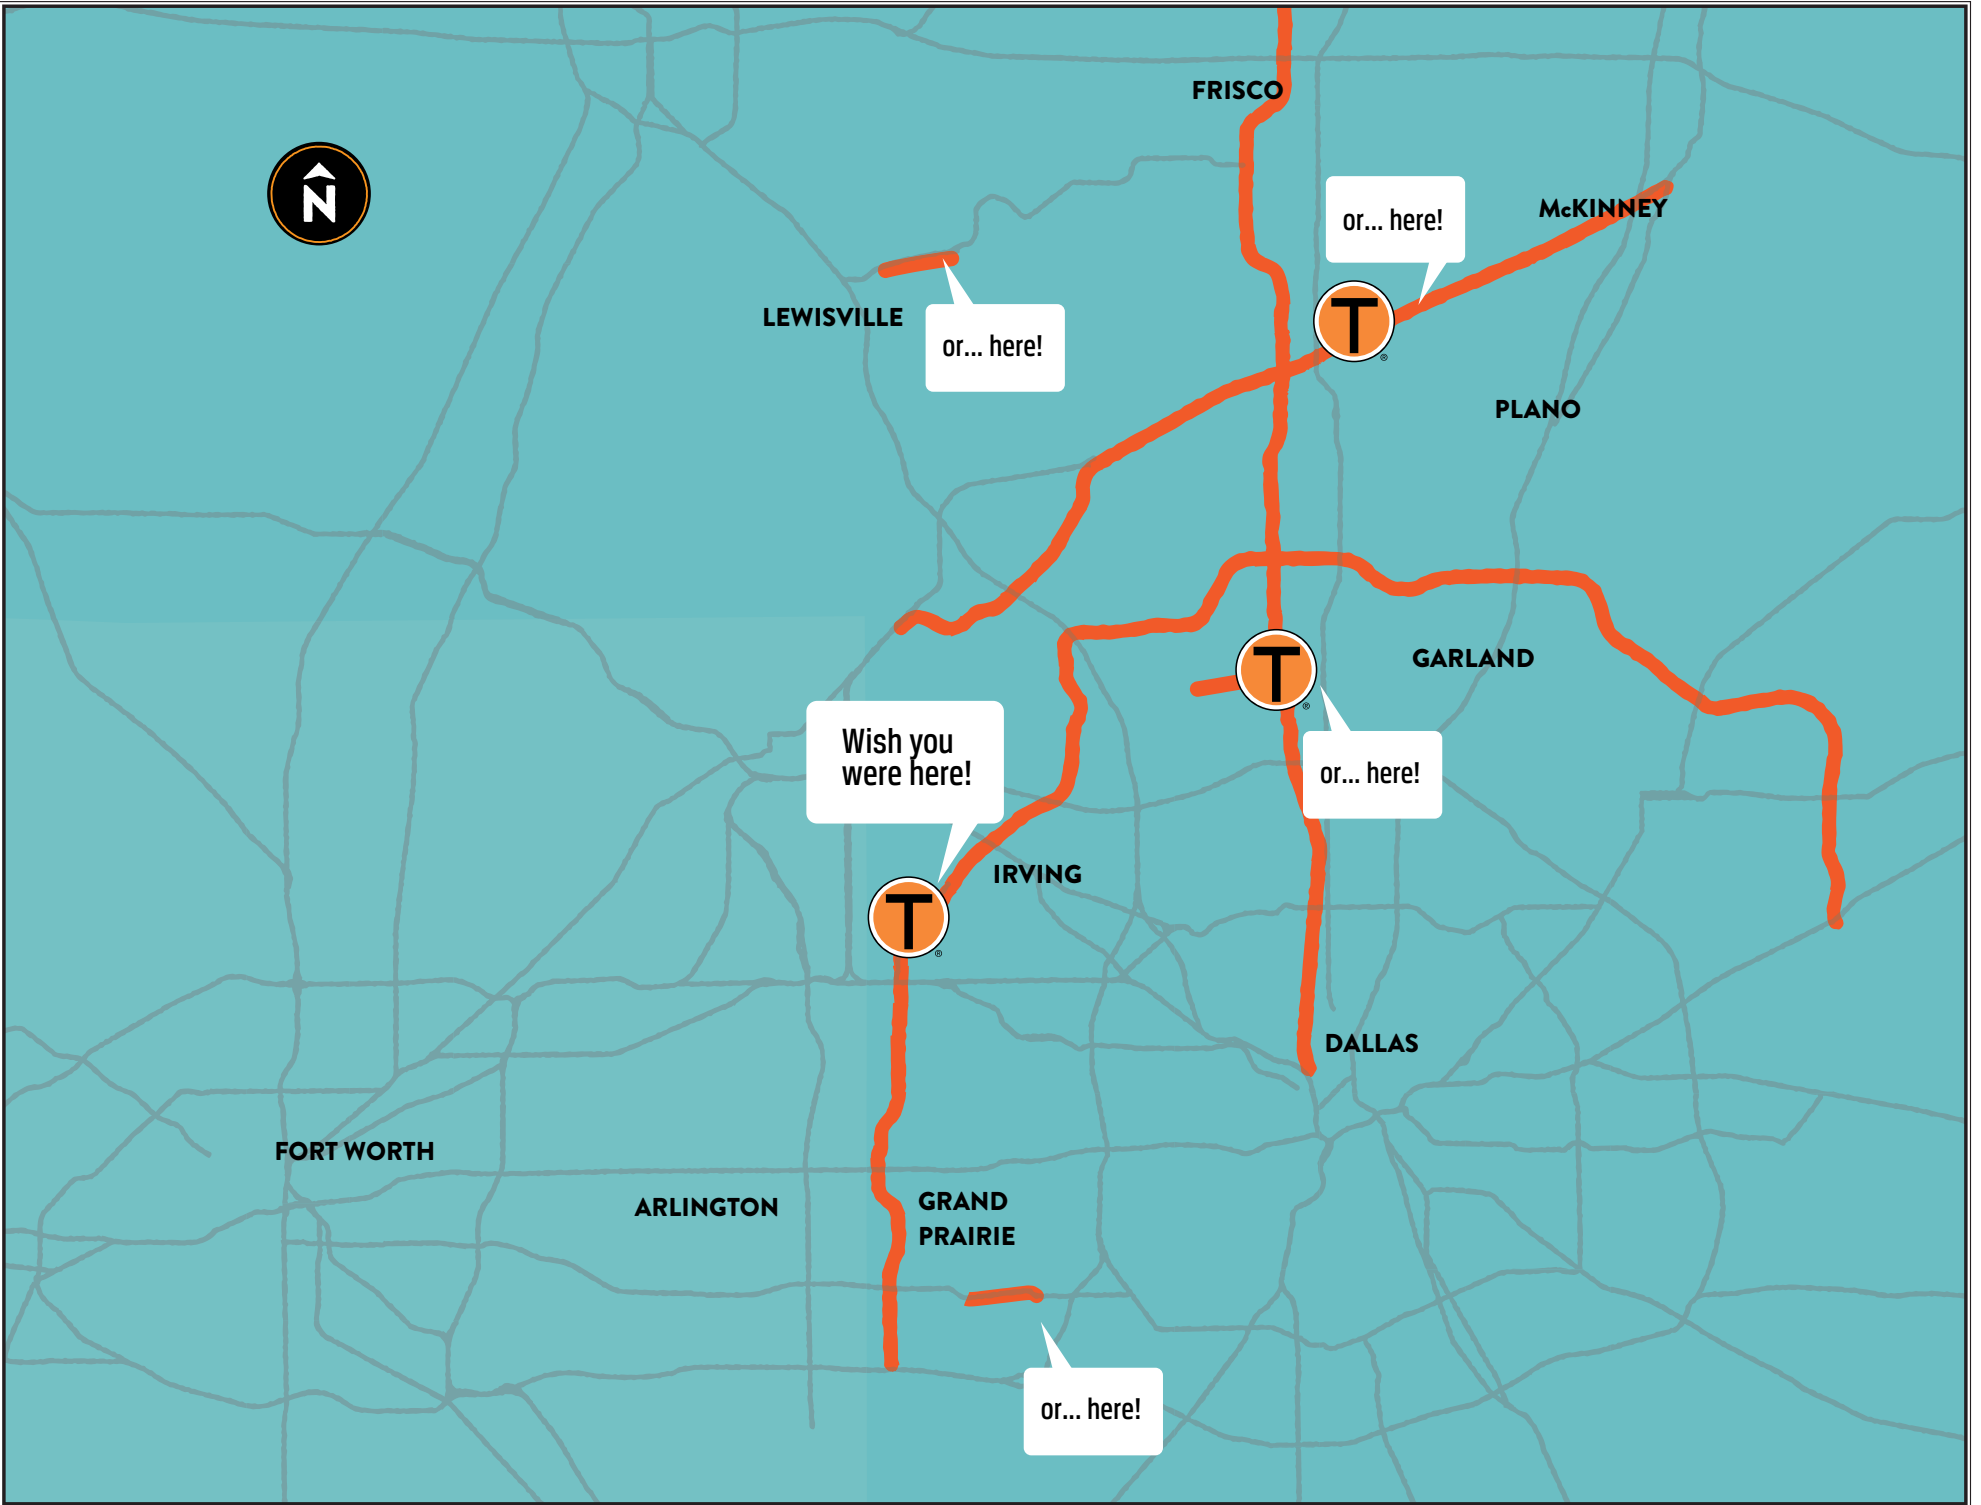 FRISCO
N
or... here!
McKINNEY
LEWISVILLE
T
®
or... here!
PLANO
GARLAND
T
®
Wish you
were here!
or... here!
IRVING
T
®
DALLAS
FORT WORTH
ARLINGTON
GRAND
PRAIRIE
or... here!